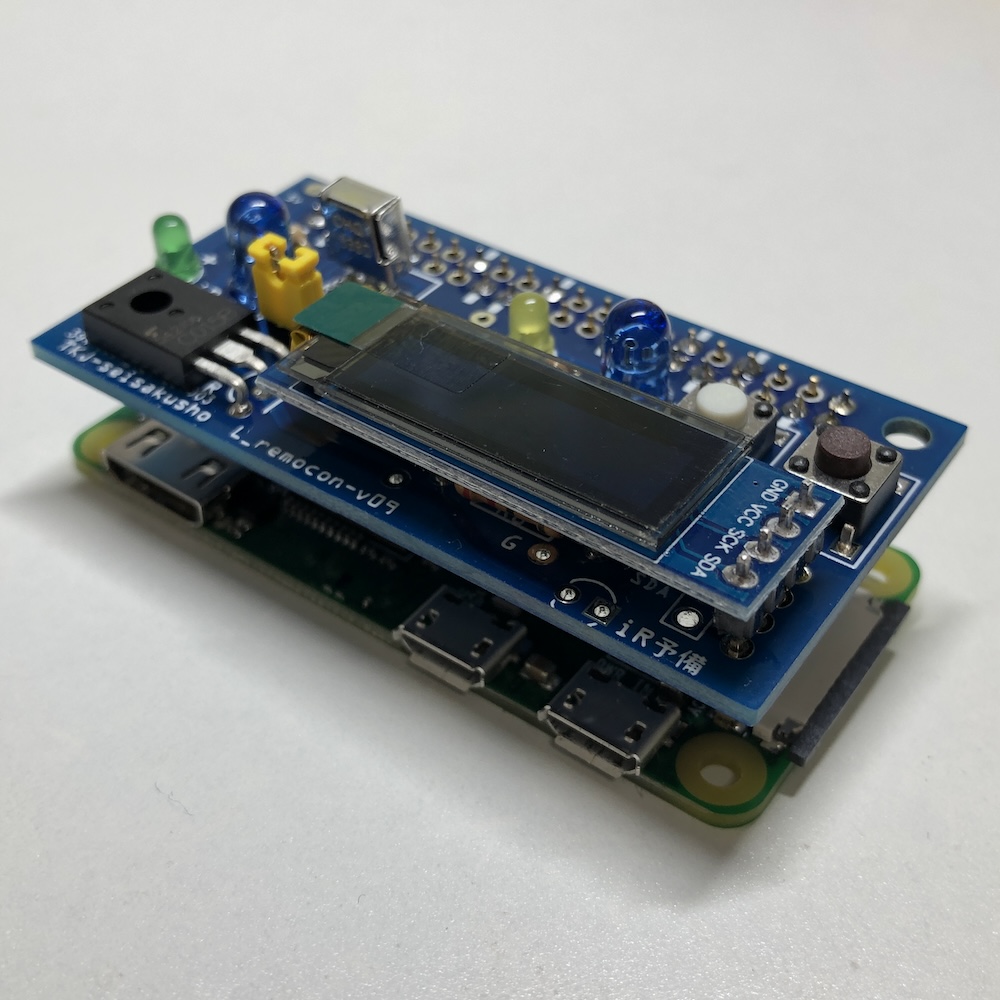 TKJ-seisakusho
L_remocon-v09
GND VCC SCK SDA
G
SDA
iR予備